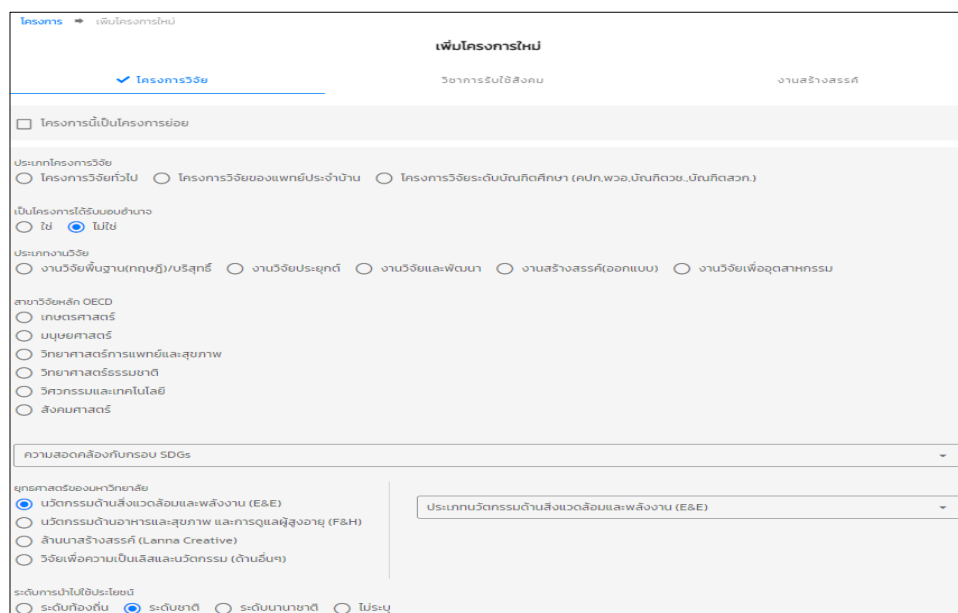 โครงการ → เพิ่มโครงการใหม่
เพิ่มโครงการใหม่
โครงการวิจัย วิชาการรับใช้สังคม งานสร้างสรรค์
โครงการนี้เป็นโครงการย่อย
ประเภทโครงการวิจัย
โครงการวิจัยทั่วไป โครงการวิจัยของแพทย์ประจำบ้าน โครงการวิจัยระดับบัณฑิตศึกษา (คปก,พวอ,บัณฑิตวช.,บัณฑิตสวก.)
เป็นโครงการได้รับมอบอำนาจ
ใช่ ไม่ใช่
ประเภทงานวิจัย
งานวิจัยพื้นฐาน(ทฤษฎี)/บริสุทธิ์ งานวิจัยประยุกต์ งานวิจัยและพัฒนา งานสร้างสรรค์(ออกแบบ) งานวิจัยเพื่ออุตสาหกรรม
สาขาวิจัยหลัก OECD
เกษตรศาสตร์
มนุษยศาสตร์
วิทยาศาสตร์การแพทย์และสุขภาพ
วิทยาศาสตร์ธรรมชาติ
วิศวกรรมและเทคโนโลยี
สังคมศาสตร์
ความสอดคล้องกับกรอบ SDGs
ยุทธศาสตร์ของมหาวิทยาลัย
นวัตกรรมด้านสิ่งแวดล้อมและพลังงาน (E&E) ประเภทนวัตกรรมด้านสิ่งแวดล้อมและพลังงาน (E&E)
นวัตกรรมด้านอาหารและสุขภาพ และการดูแลผู้สูงอายุ (F&H)
ล้านนาสร้างสรรค์ (Lanna Creative)
วิจัยเพื่อความเป็นเลิศและนวัตกรรม (ด้านอื่นๆ)
ระดับการนำไปใช้ประโยชน์
ระดับท้องถิ่น ระดับชาติ ระดับนานาชาติ ไม่ระบุ